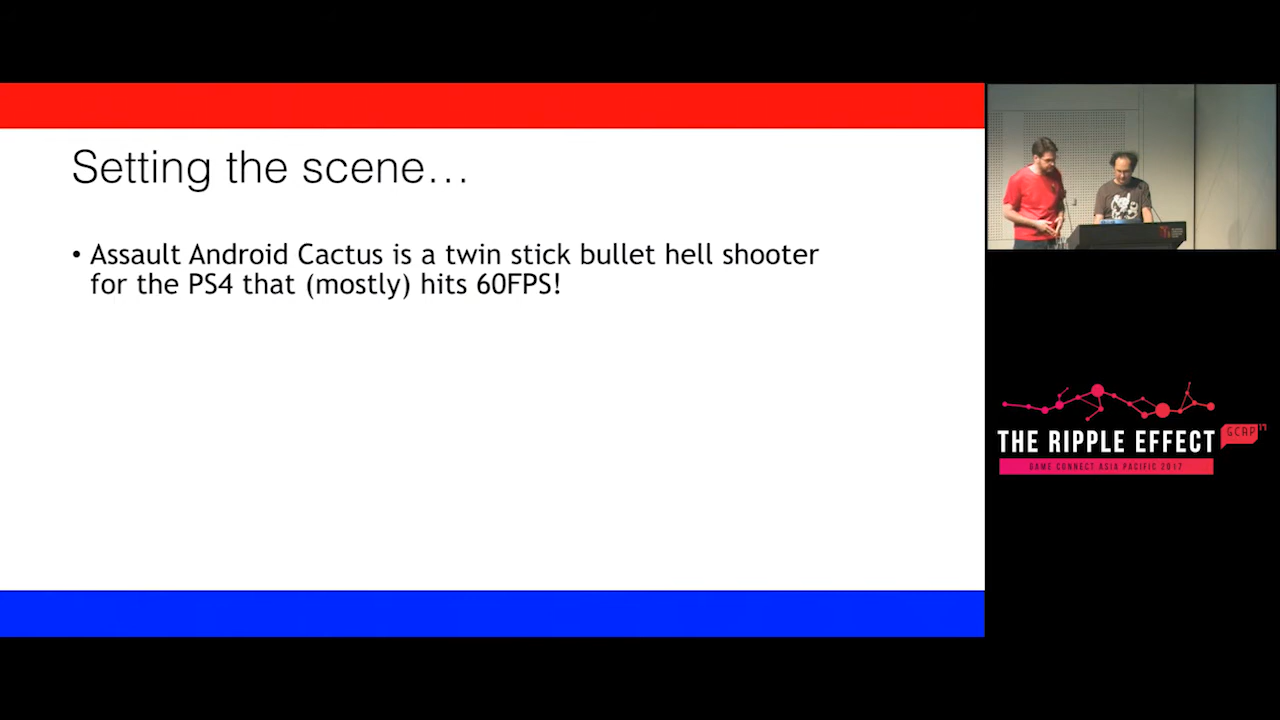 Setting the scene…
• Assault Android Cactus is a twin stick bullet hell shooter
for the PS4 that (mostly) hits 60FPS!
THE RIPPLE EFFECT
GCAP17
GAME CONNECT ASIA PACIFIC 2017